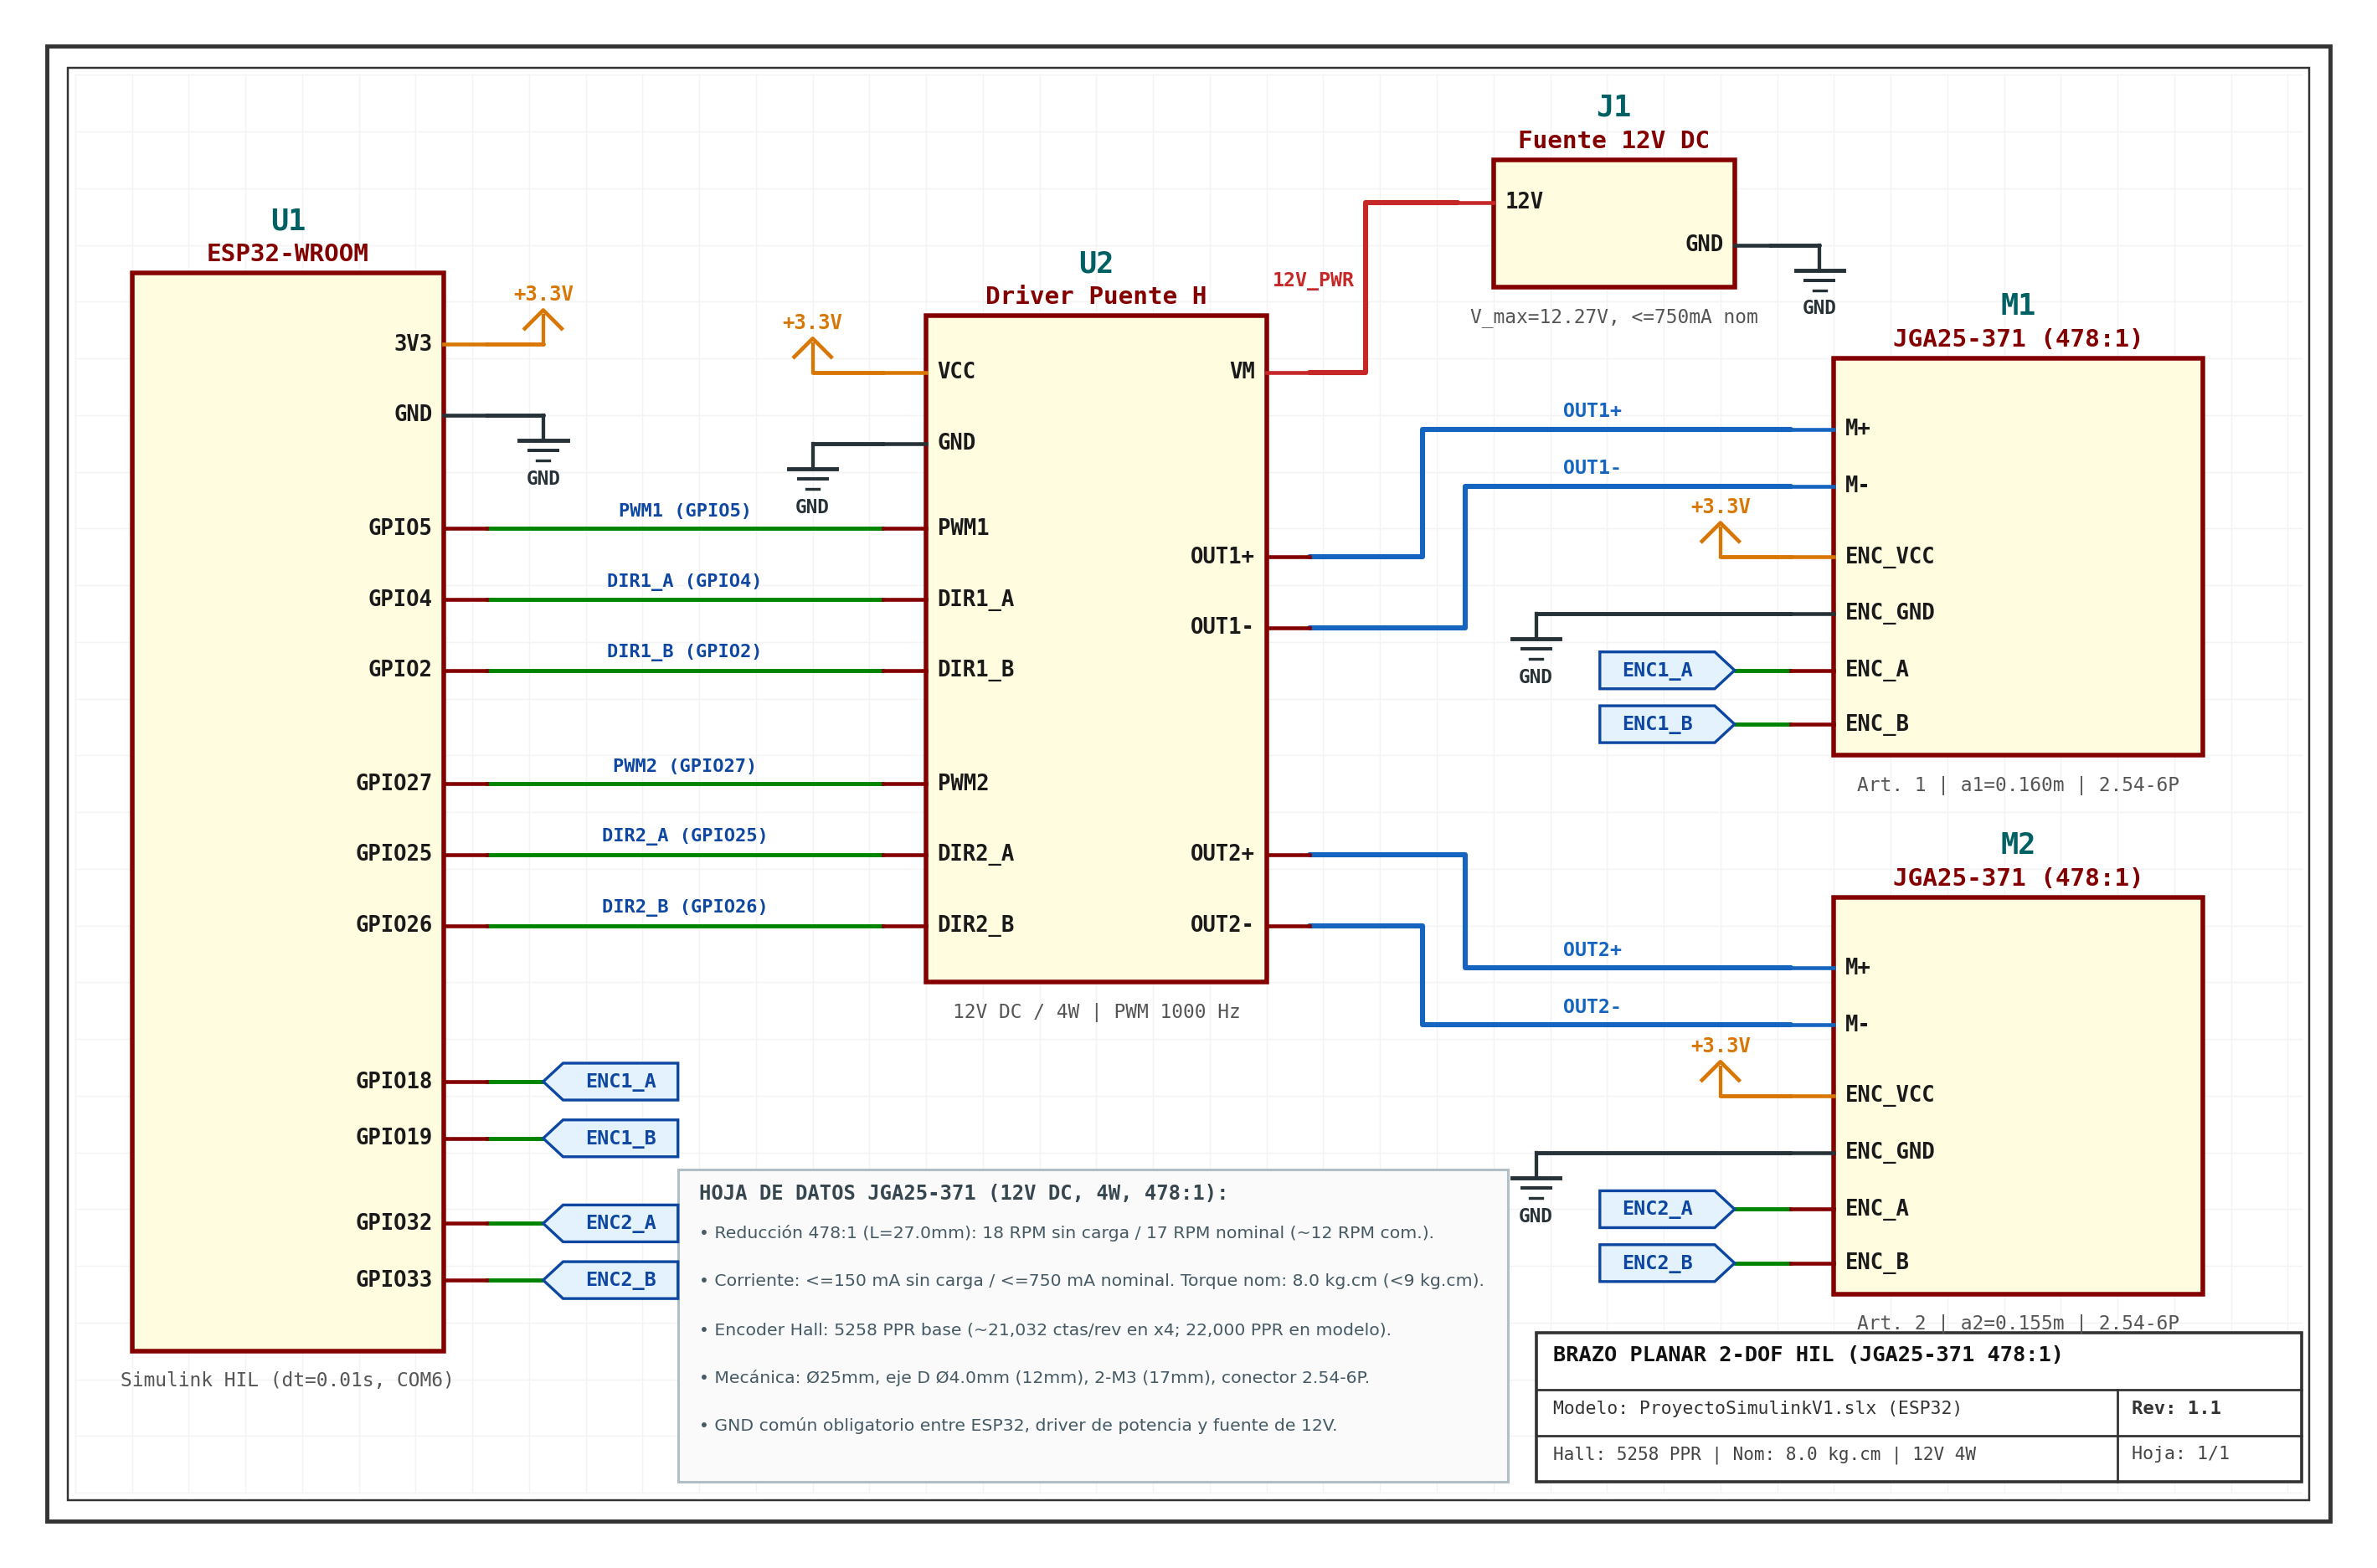 J1
Fuente 12V DC
12V
GND
GND
V_max=12.27V, <=750mA nom
12V_PWR
U1
ESP32-WROOM
3V3
+3.3V
GND
GND
GPIO5
GPIO4
GPIO2
GPIO27
GPIO25
GPIO26
GPIO18
GPIO19
GPIO32
GPIO33
PWM1 (GPIO5)
DIR1_A (GPIO4)
DIR1_B (GPIO2)
PWM2 (GPIO27)
DIR2_A (GPIO25)
DIR2_B (GPIO26)
ENC1_A
ENC1_B
ENC2_A
ENC2_B
Simulink HIL (dt=0.01s, COM6)
U2
Driver Puente H
+3.3V
GND
VCC
GND
PWM1
DIR1_A
DIR1_B
PWM2
DIR2_A
DIR2_B
VM
OUT1+
OUT1-
OUT2+
OUT2-
12V DC / 4W | PWM 1000 Hz
M1
JGA25-371 (478:1)
OUT1+
OUT1-
+3.3V
GND
ENC1_A
ENC1_B
M+
M-
ENC_VCC
ENC_GND
ENC_A
ENC_B
Art. 1 | a1=0.160m | 2.54-6P
M2
JGA25-371 (478:1)
OUT2+
OUT2-
+3.3V
GND
ENC2_A
ENC2_B
M+
M-
ENC_VCC
ENC_GND
ENC_A
ENC_B
Art. 2 | a2=0.155m | 2.54-6P
HOJA DE DATOS JGA25-371 (12V DC, 4W, 478:1):
• Reducción 478:1 (L=27.0mm): 18 RPM sin carga / 17 RPM nominal (~12 RPM com.).
• Corriente: <=150 mA sin carga / <=750 mA nominal. Torque nom: 8.0 kg.cm (<9 kg.cm).
• Encoder Hall: 5258 PPR base (~21,032 ctas/rev en x4; 22,000 PPR en modelo).
• Mecánica: Ø25mm, eje D Ø4.0mm (12mm), 2-M3 (17mm), conector 2.54-6P.
• GND común obligatorio entre ESP32, driver de potencia y fuente de 12V.
BRAZO PLANAR 2-DOF HIL (JGA25-371 478:1)
Modelo: ProyectoSimulinkV1.slx (ESP32)
Rev: 1.1
Hall: 5258 PPR | Nom: 8.0 kg.cm | 12V 4W
Hoja: 1/1